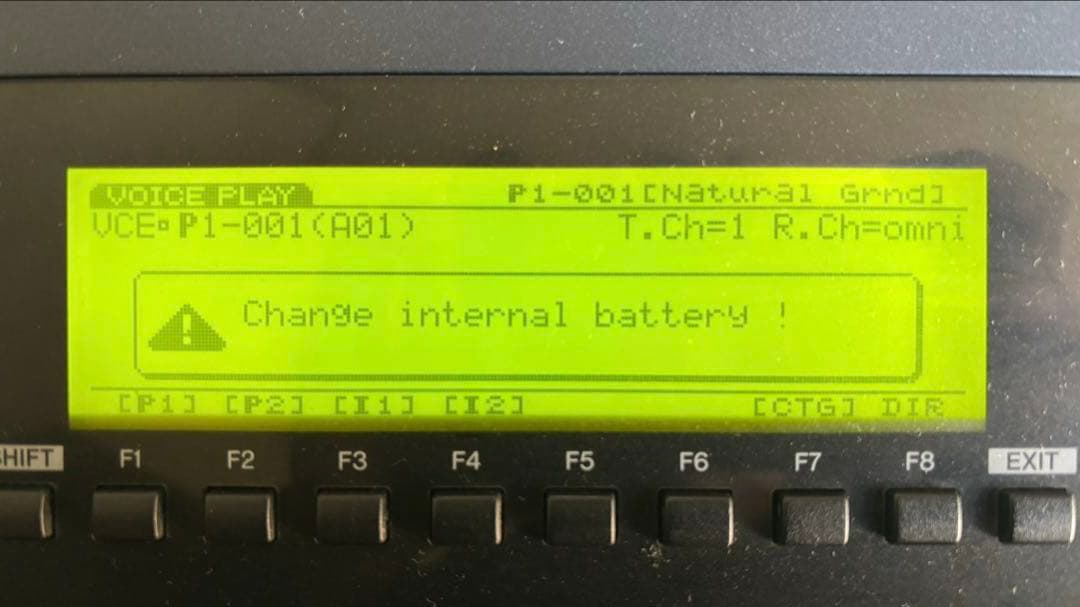 VOICE PLAY P1-001[Natural Grnd]
VCE▫P1-001(A01) T.Ch=1 R.Ch=omni
Change internal battery !
[P1] [P2] [I1] [I2] [CTG] DIR
SHIFT F1 F2 F3 F4 F5 F6 F7 F8 EXIT